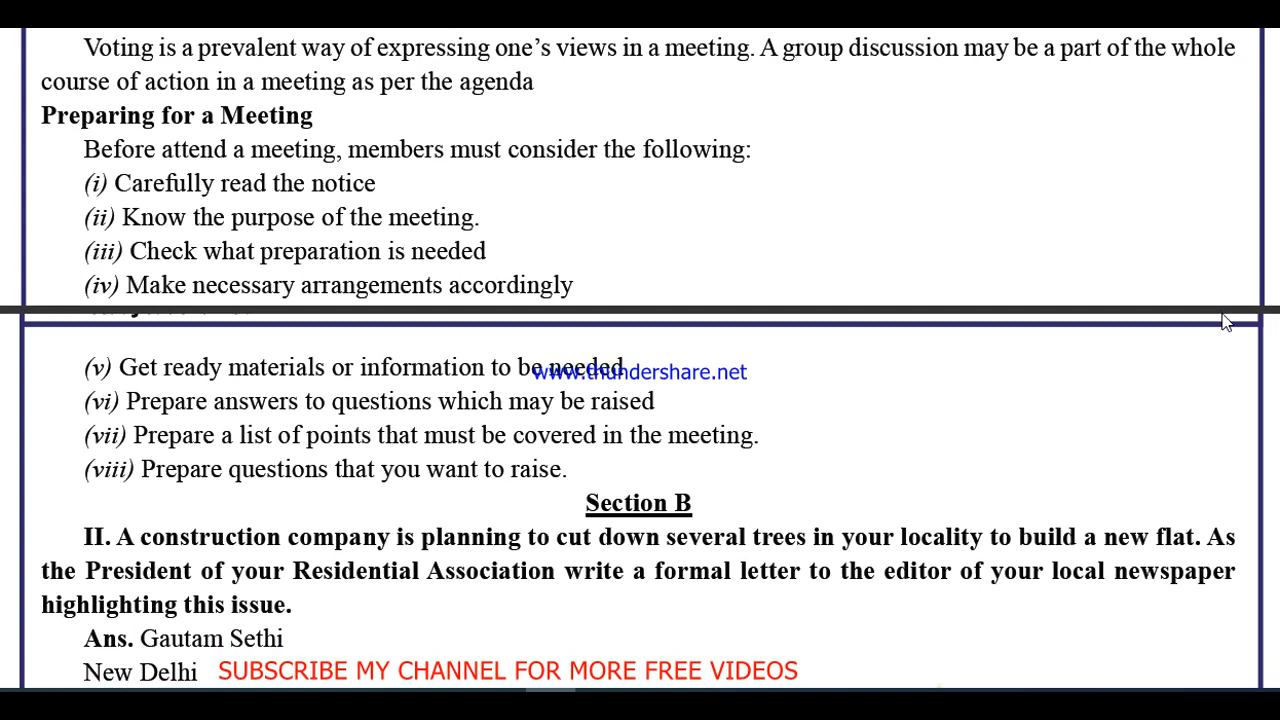 Voting is a prevalent way of expressing one’s views in a meeting. A group discussion may be a part of the whole
course of action in a meeting as per the agenda
Preparing for a Meeting
Before attend a meeting, members must consider the following:
(i) Carefully read the notice
(ii) Know the purpose of the meeting.
(iii) Check what preparation is needed
(iv) Make necessary arrangements accordingly
(v) Get ready materials or information to be needed
www.thundershare.net
(vi) Prepare answers to questions which may be raised
(vii) Prepare a list of points that must be covered in the meeting.
(viii) Prepare questions that you want to raise.
Section B
II. A construction company is planning to cut down several trees in your locality to build a new flat. As
the President of your Residential Association write a formal letter to the editor of your local newspaper
highlighting this issue.
Ans. Gautam Sethi
New Delhi SUBSCRIBE MY CHANNEL FOR MORE FREE VIDEOS